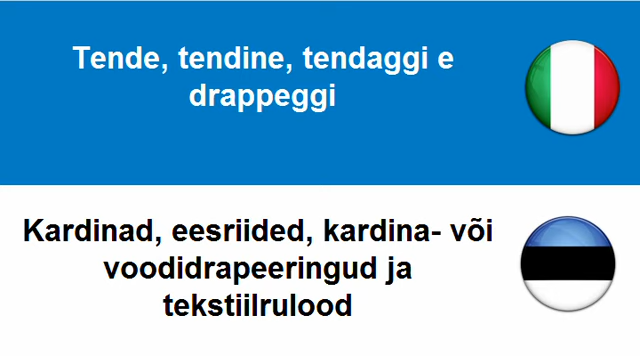 Tende, tendine, tendaggi e
drappeggi
Kardinad, eesriided, kardina- või
voodidrapeeringud ja
tekstiilrulood